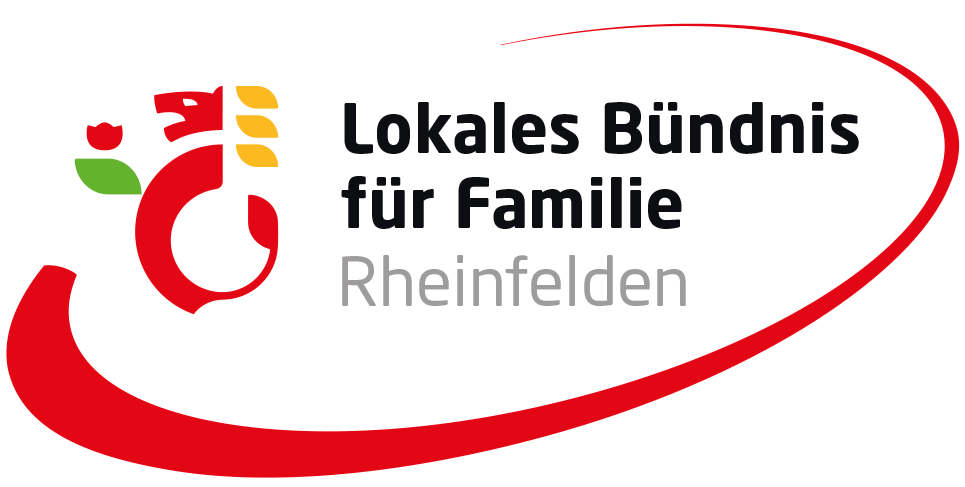 Lokales Bündnis
für Familie
Rheinfelden